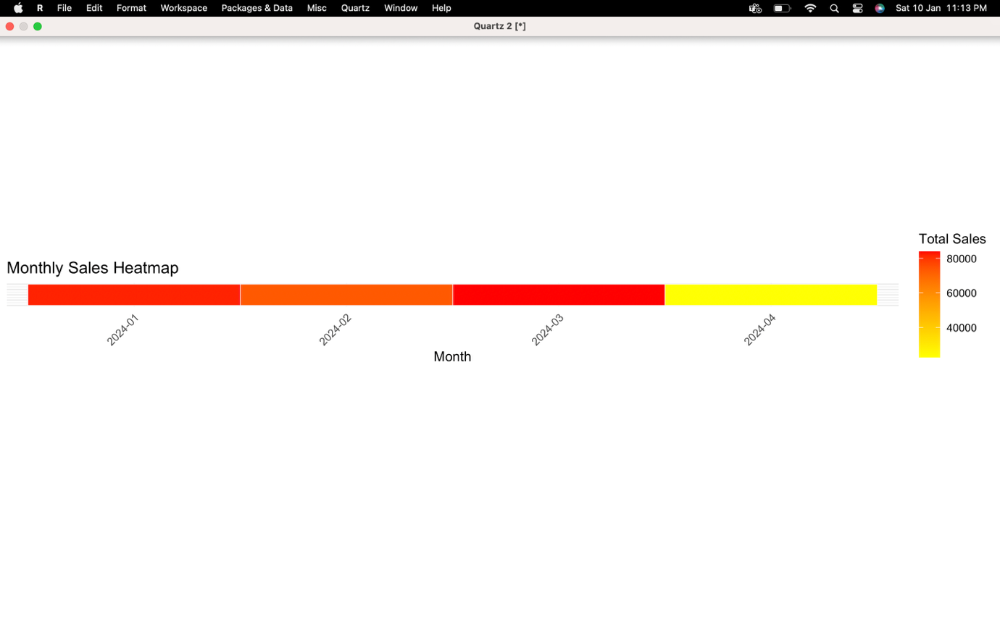 R File Edit Format Workspace Packages & Data Misc Quartz Window Help Sat 10 Jan 11:13 PM
Quartz 2 [*]
Total Sales
80000
60000
40000
Monthly Sales Heatmap
2024-01 2024-02 2024-03 2024-04
Month